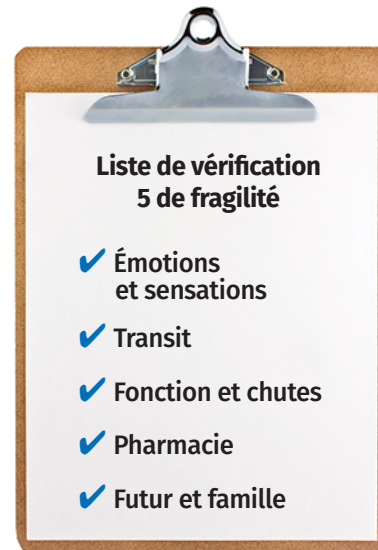 Liste de vérification
5 de fragilité
✔ Émotions
et sensations
✔ Transit
✔ Fonction et chutes
✔ Pharmacie
✔ Futur et famille